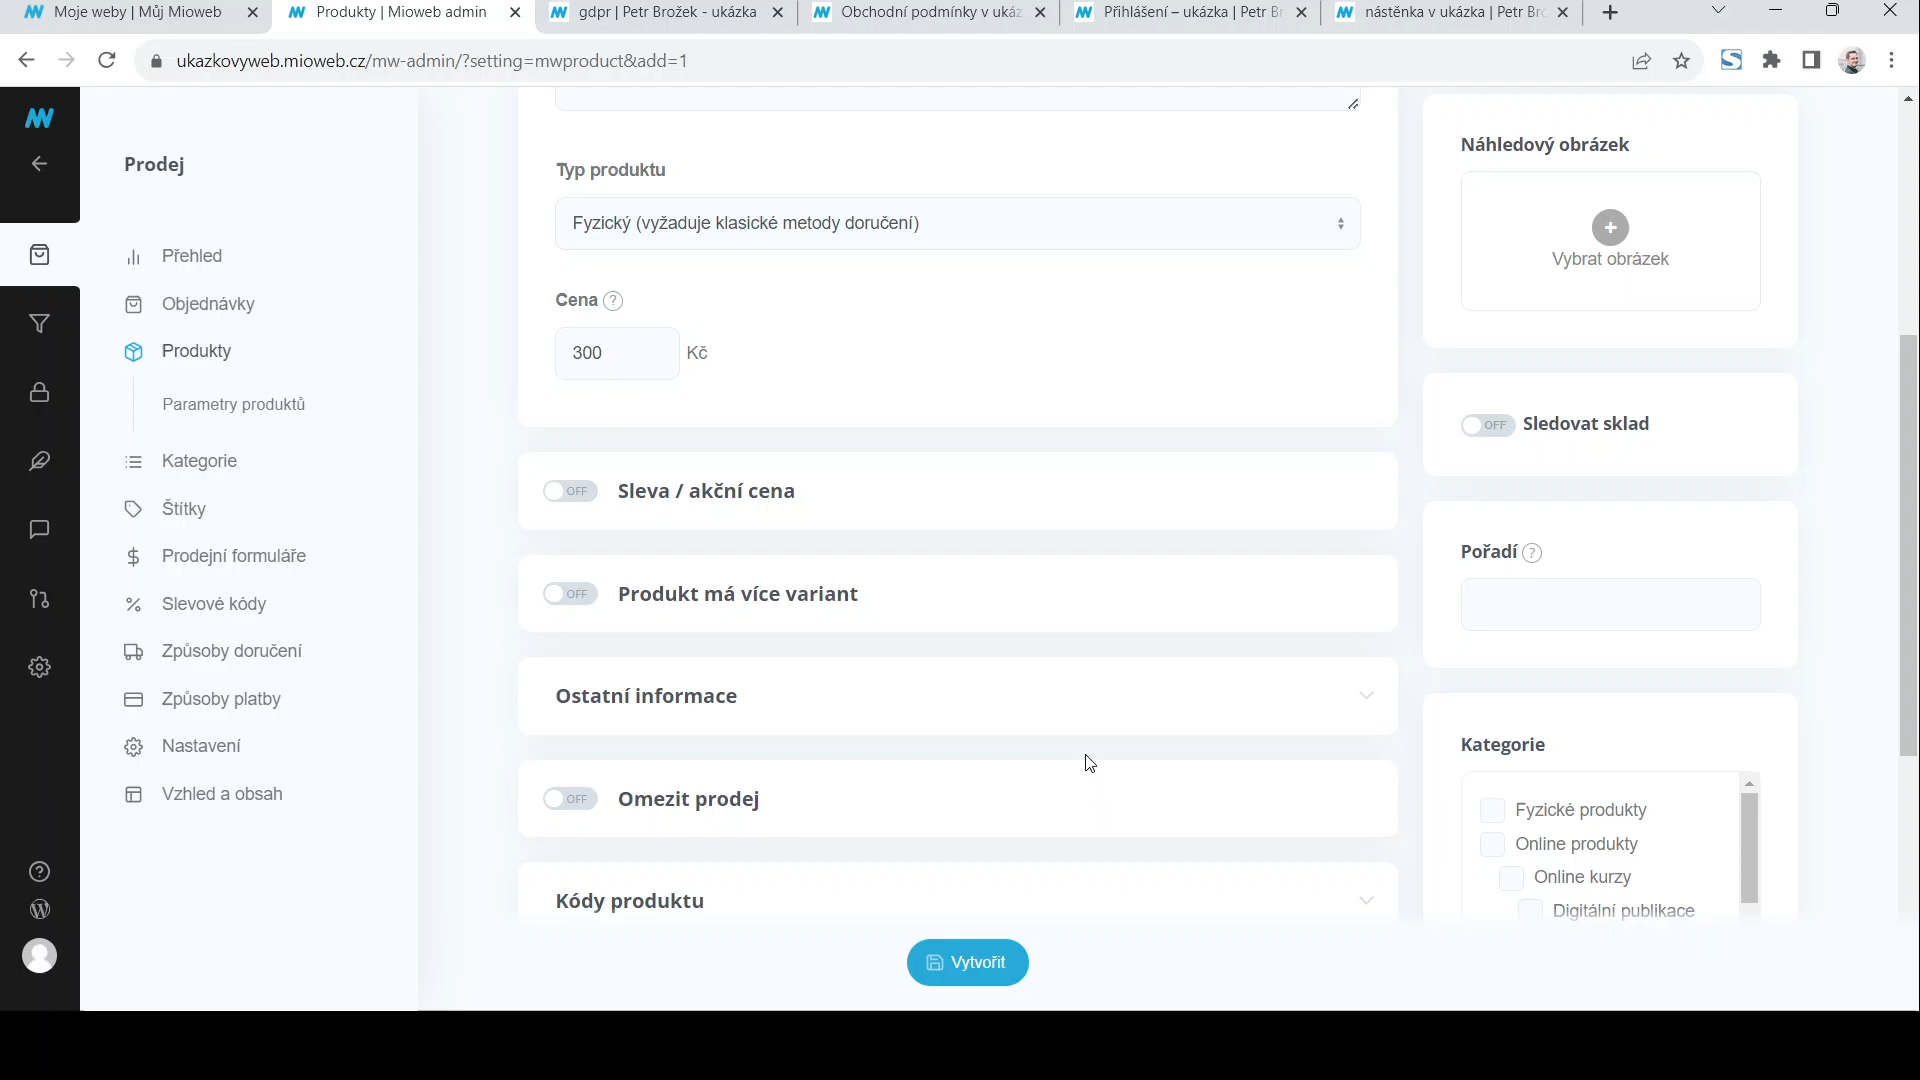 Moje weby | Můj Mioweb
Produkty | Mioweb admin
gdpr | Petr Brožek - ukázka
Obchodní podmínky v ukáz
Přihlášení – ukázka | Petr Br
nástěnka v ukázka | Petr Bro
ukazkovyweb.mioweb.cz/mw-admin/?setting=mwproduct&add=1
Prodej
Přehled
Objednávky
Produkty
Parametry produktů
Kategorie
Štítky
Prodejní formuláře
Slevové kódy
Způsoby doručení
Způsoby platby
Nastavení
Vzhled a obsah
Typ produktu
Fyzický (vyžaduje klasické metody doručení)
Cena ?
300 Kč
OFF Sleva / akční cena
OFF Produkt má více variant
Ostatní informace
OFF Omezit prodej
Kódy produktu
Vytvořit
Náhledový obrázek
Vybrat obrázek
OFF Sledovat sklad
Pořadí ?
Kategorie
Fyzické produkty
Online produkty
Online kurzy
Digitální publikace